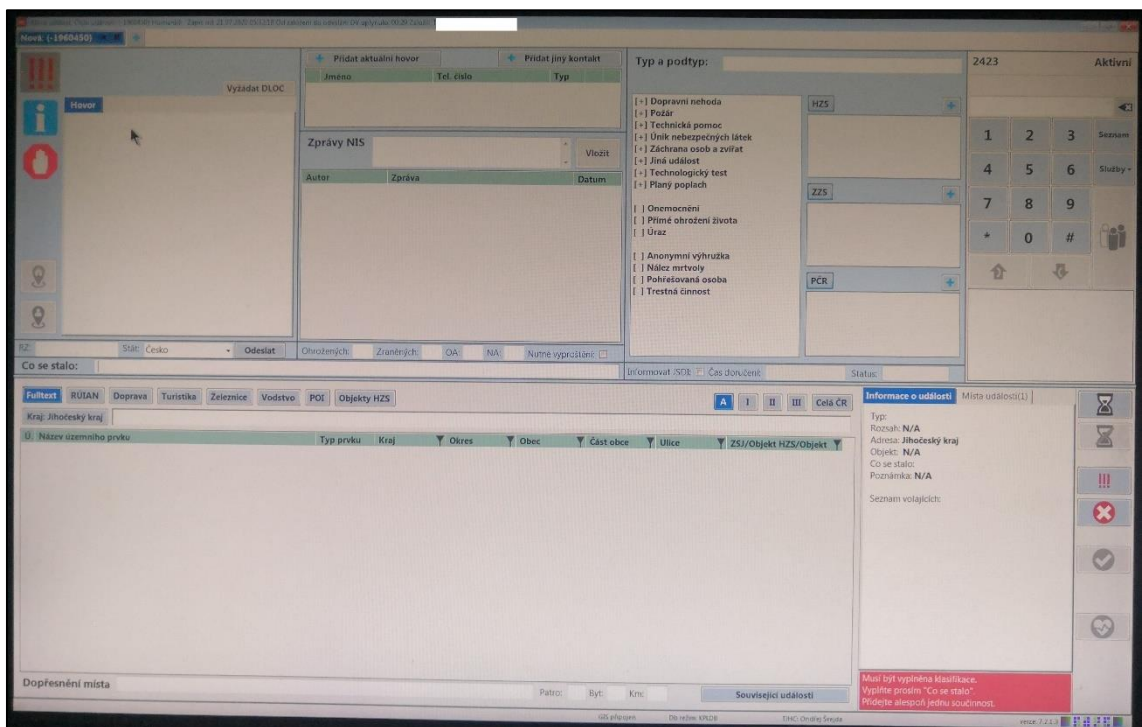 Nová: (-1960450)
Vyžádat DLOC
Hovor
RZ:
Stát: Česko
Odeslat
Přidat aktuální hovor
Přidat jiný kontakt
Jméno Tel. číslo Typ
Zprávy NIS
Vložit
Autor Zpráva Datum
Ohrožených: Zraněných: OA: NA: Nutné vyproštění:
Typ a podtyp:
[+] Dopravní nehoda
[+] Požár
[+] Technická pomoc
[+] Únik nebezpečných látek
[+] Záchrana osob a zvířat
[+] Jiná událost
[+] Technologický test
[+] Planý poplach
[ ] Onemocnění
[ ] Přímé ohrožení života
[ ] Úraz
[ ] Anonymní výhružka
[ ] Nález mrtvoly
[ ] Pohřešovaná osoba
[ ] Trestná činnost
HZS
ZZS
PČR
Informovat JSDI: Čas doručení: Status:
2423 Aktivní
1 2 3 Seznam
4 5 6 Služby
7 8 9
* 0 #
Co se stalo:
Fulltext RÚIAN Doprava Turistika Železnice Vodstvo POI Objekty HZS
A I II III Celá ČR
Kraj: Jihočeský kraj
U Název územního prvku Typ prvku Kraj Okres Obec Část obce Ulice ZSJ/Objekt HZS/Objekt
Informace o události Místa události(1)
Typ:
Rozsah: N/A
Adresa: Jihočeský kraj
Objekt: N/A
Co se stalo:
Poznámka: N/A
Seznam volajících:
Dopřesnění místa
Patro: Byt: Km:
Související události
Musí být vyplněna klasifikace.
Vyplňte prosím "Co se stalo".
Přidejte alespoň jednu součinnost.
GIS připojen
verze: 7.2.1.3